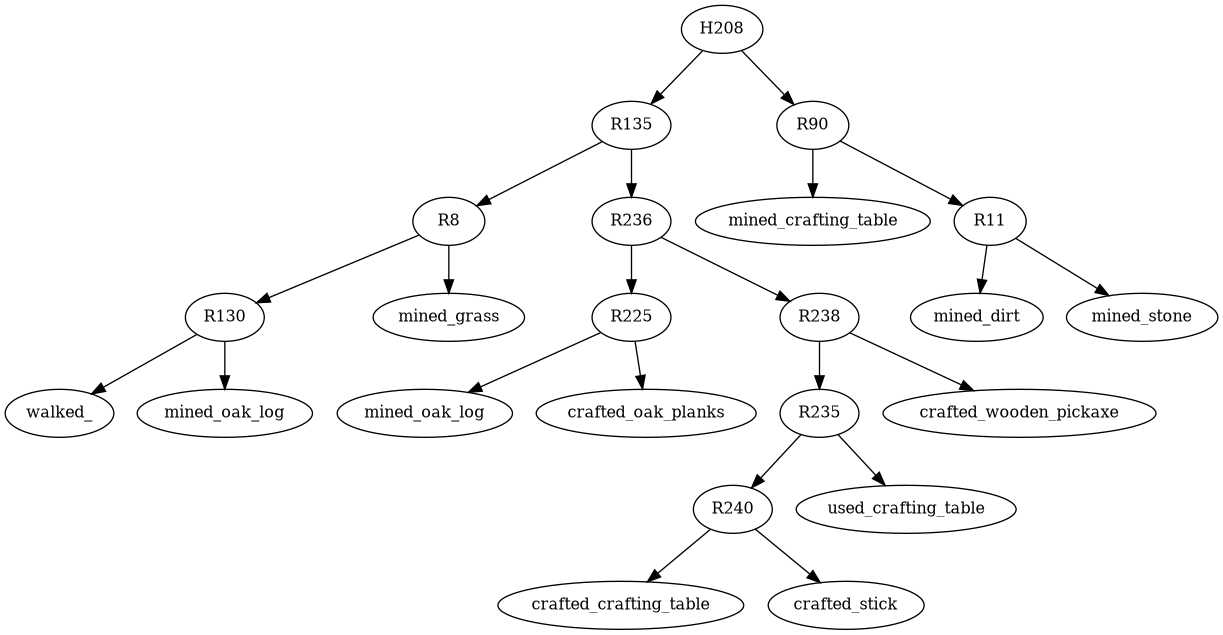 H208
R135
R90
R8
R236
mined_crafting_table
R11
R130
mined_grass
R225
R238
mined_dirt
mined_stone
walked_
mined_oak_log
mined_oak_log
crafted_oak_planks
R235
crafted_wooden_pickaxe
R240
used_crafting_table
crafted_crafting_table
crafted_stick